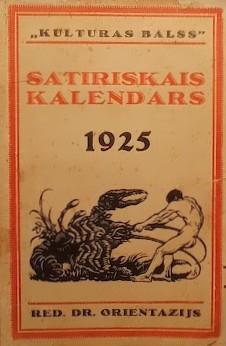 „KULTURAS BALSS"
SATIRISKAIS
KALENDARS
1925
RED. DR. ORIENTAZIJS